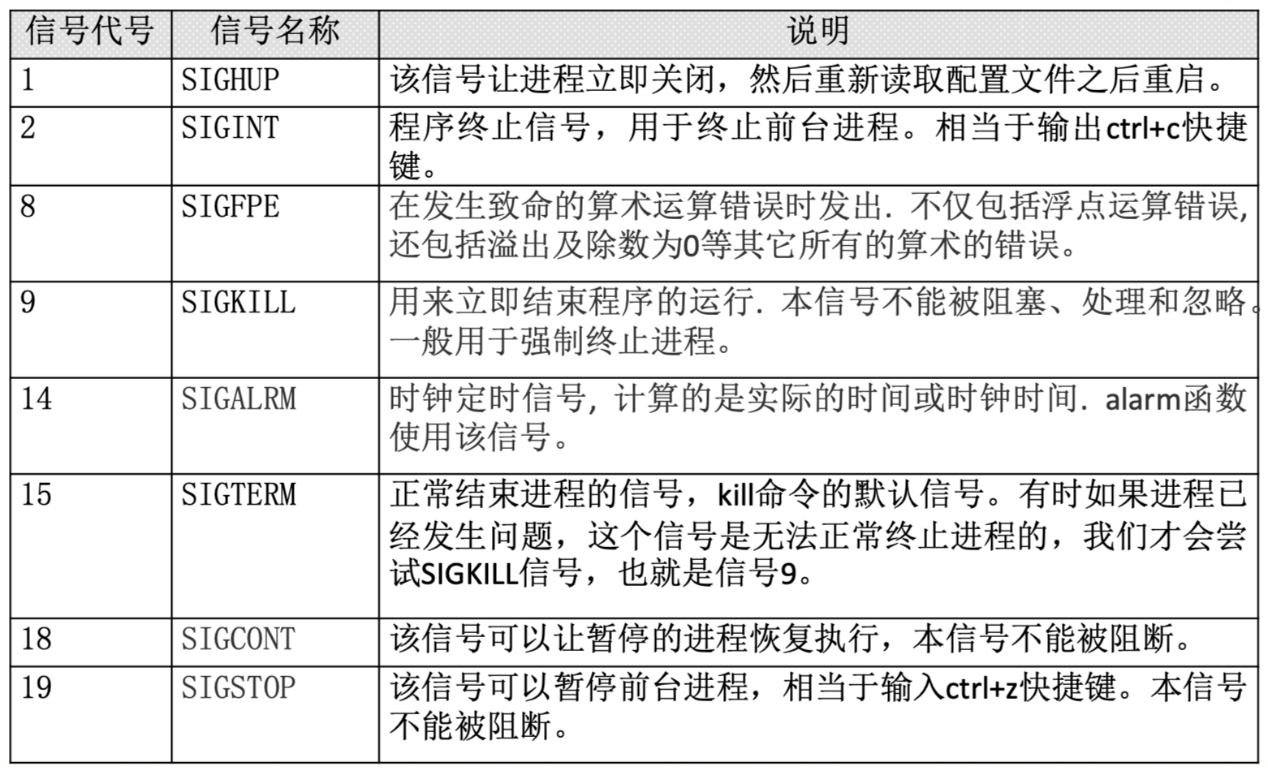 信号代号 信号名称 说明
1 SIGHUP 该信号让进程立即关闭，然后重新读取配置文件之后重启。
2 SIGINT 程序终止信号，用于终止前台进程。相当于输出ctrl+c快捷
键。
8 SIGFPE 在发生致命的算术运算错误时发出. 不仅包括浮点运算错误,
还包括溢出及除数为0等其它所有的算术的错误。
9 SIGKILL 用来立即结束程序的运行. 本信号不能被阻塞、处理和忽略。
一般用于强制终止进程。
14 SIGALRM 时钟定时信号, 计算的是实际的时间或时钟时间. alarm函数
使用该信号。
15 SIGTERM 正常结束进程的信号，kill命令的默认信号。有时如果进程已
经发生问题，这个信号是无法正常终止进程的，我们才会尝
试SIGKILL信号，也就是信号9。
18 SIGCONT 该信号可以让暂停的进程恢复执行，本信号不能被阻断。
19 SIGSTOP 该信号可以暂停前台进程，相当于输入ctrl+z快捷键。本信号
不能被阻断。